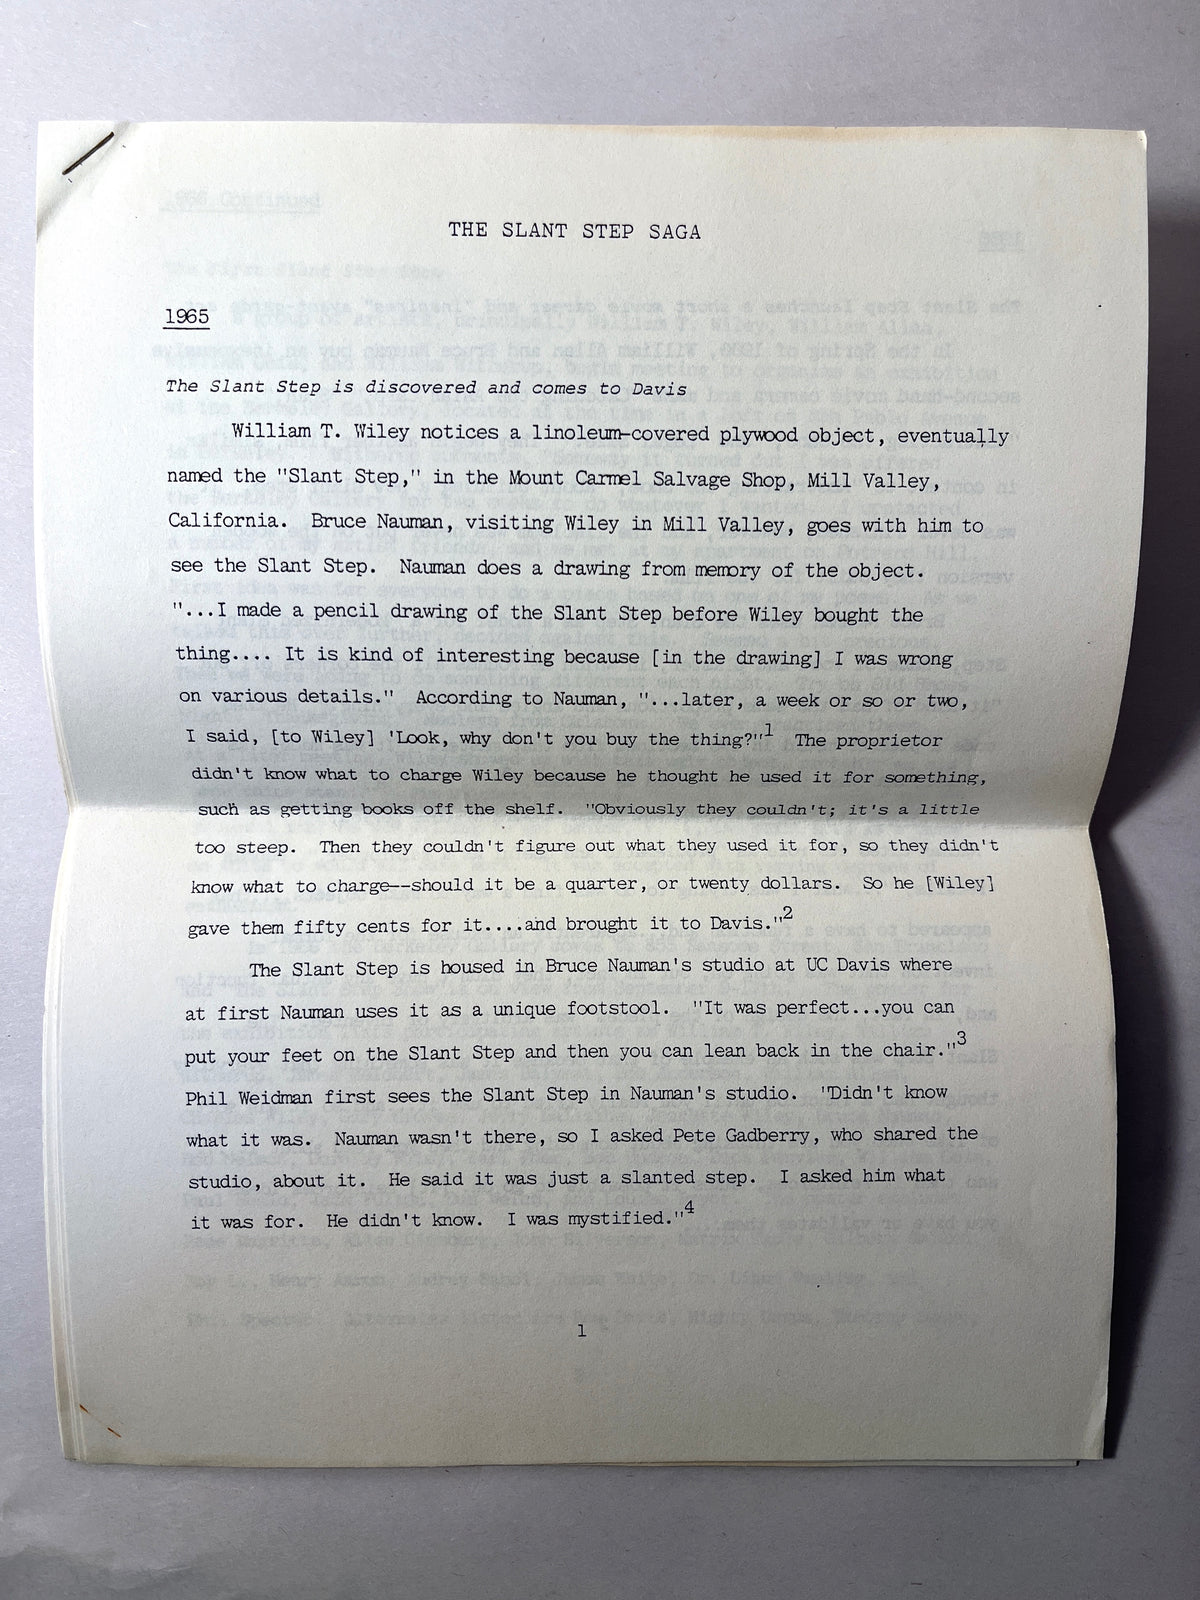 THE SLANT STEP SAGA
1965
The Slant Step is discovered and comes to Davis
William T. Wiley notices a linoleum-covered plywood object, eventually
named the "Slant Step," in the Mount Carmel Salvage Shop, Mill Valley,
California. Bruce Nauman, visiting Wiley in Mill Valley, goes with him to
see the Slant Step. Nauman does a drawing from memory of the object.
"...I made a pencil drawing of the Slant Step before Wiley bought the
thing.... It is kind of interesting because [in the drawing] I was wrong
on various details." According to Nauman, "...later, a week or so or two,
I said, [to Wiley] 'Look, why don't you buy the thing?"1 The proprietor
didn't know what to charge Wiley because he thought he used it for something,
such as getting books off the shelf. "Obviously they couldn't; it's a little
too steep. Then they couldn't figure out what they used it for, so they didn't
know what to charge--should it be a quarter, or twenty dollars. So he [Wiley]
gave them fifty cents for it....and brought it to Davis."2
The Slant Step is housed in Bruce Nauman's studio at UC Davis where
at first Nauman uses it as a unique footstool. "It was perfect...you can
put your feet on the Slant Step and then you can lean back in the chair."3
Phil Weidman first sees the Slant Step in Nauman's studio. "Didn't know
what it was. Nauman wasn't there, so I asked Pete Gadberry, who shared the
studio, about it. He said it was just a slanted step. I asked him what
it was for. He didn't know. I was mystified."4
1